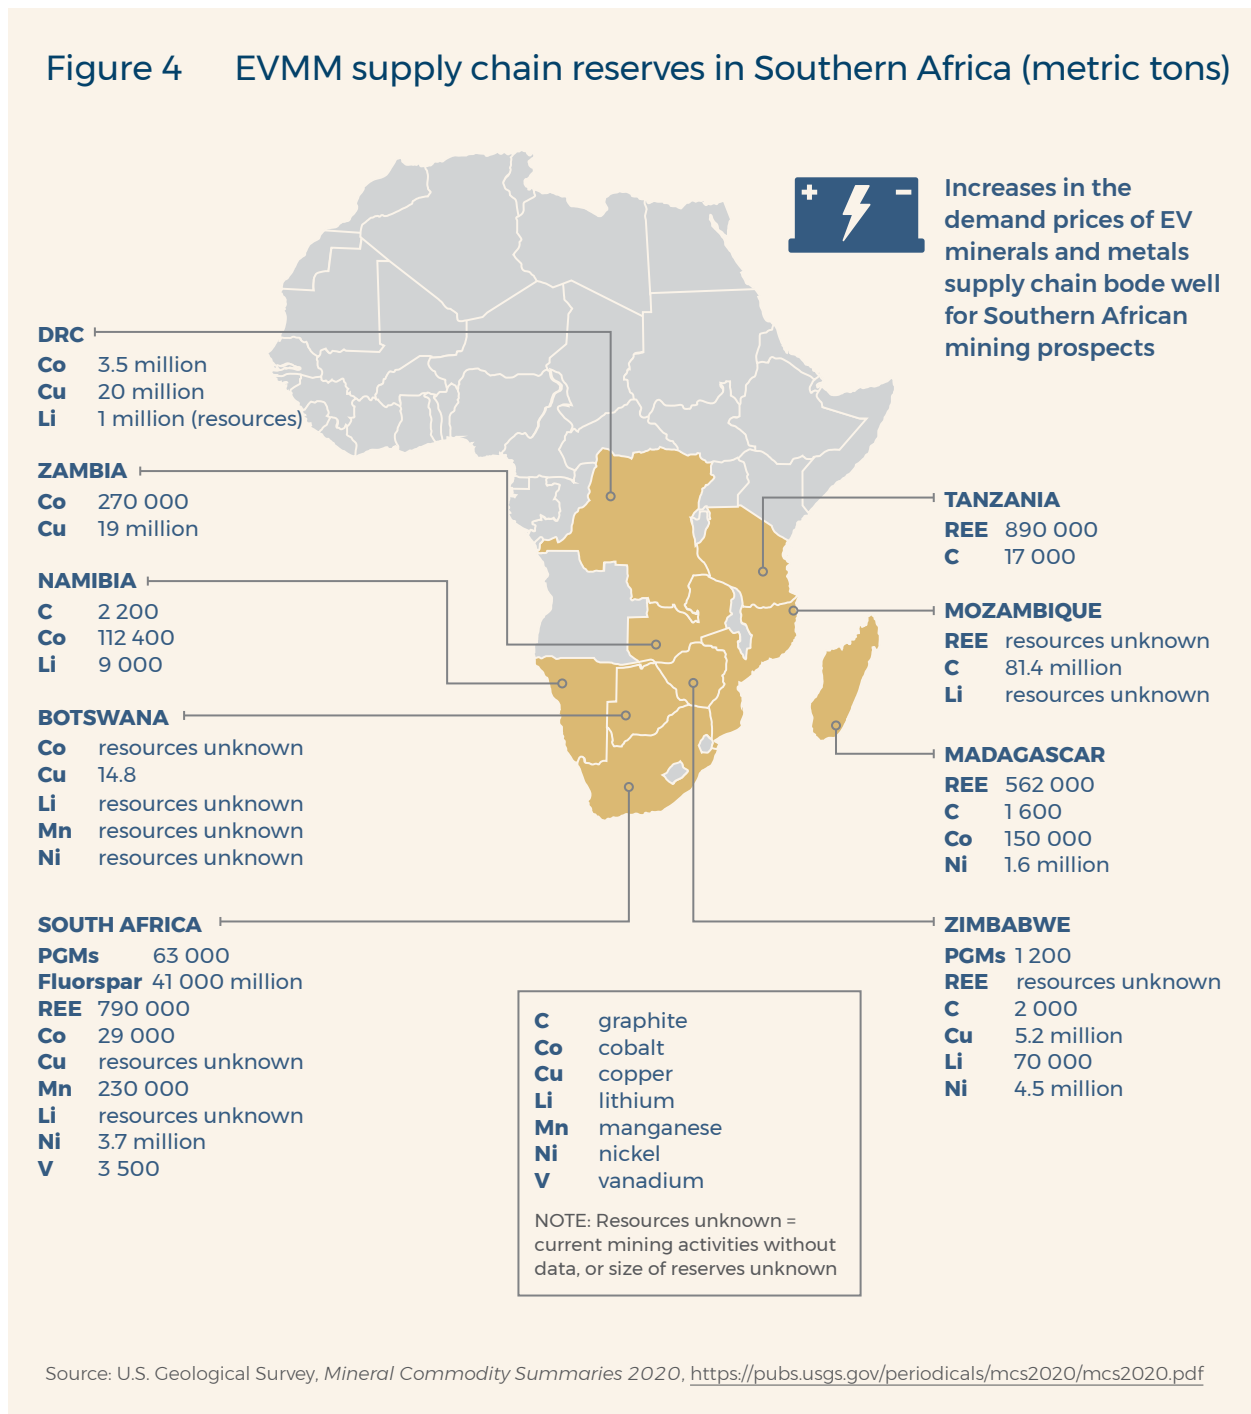 Figure 4 EVMM supply chain reserves in Southern Africa (metric tons)
+ −
Increases in the
demand prices of EV
minerals and metals
supply chain bode well
for Southern African
mining prospects
DRC
Co 3.5 million
Cu 20 million
Li 1 million (resources)
ZAMBIA
Co 270 000
Cu 19 million
NAMIBIA
C 2 200
Co 112 400
Li 9 000
BOTSWANA
Co resources unknown
Cu 14.8
Li resources unknown
Mn resources unknown
Ni resources unknown
SOUTH AFRICA
PGMs 63 000
Fluorspar 41 000 million
REE 790 000
Co 29 000
Cu resources unknown
Mn 230 000
Li resources unknown
Ni 3.7 million
V 3 500
TANZANIA
REE 890 000
C 17 000
MOZAMBIQUE
REE resources unknown
C 81.4 million
Li resources unknown
MADAGASCAR
REE 562 000
C 1 600
Co 150 000
Ni 1.6 million
ZIMBABWE
PGMs 1 200
REE resources unknown
C 2 000
Cu 5.2 million
Li 70 000
Ni 4.5 million
C graphite
Co cobalt
Cu copper
Li lithium
Mn manganese
Ni nickel
V vanadium
NOTE: Resources unknown =
current mining activities without
data, or size of reserves unknown
Source: U.S. Geological Survey, Mineral Commodity Summaries 2020, https://pubs.usgs.gov/periodicals/mcs2020/mcs2020.pdf